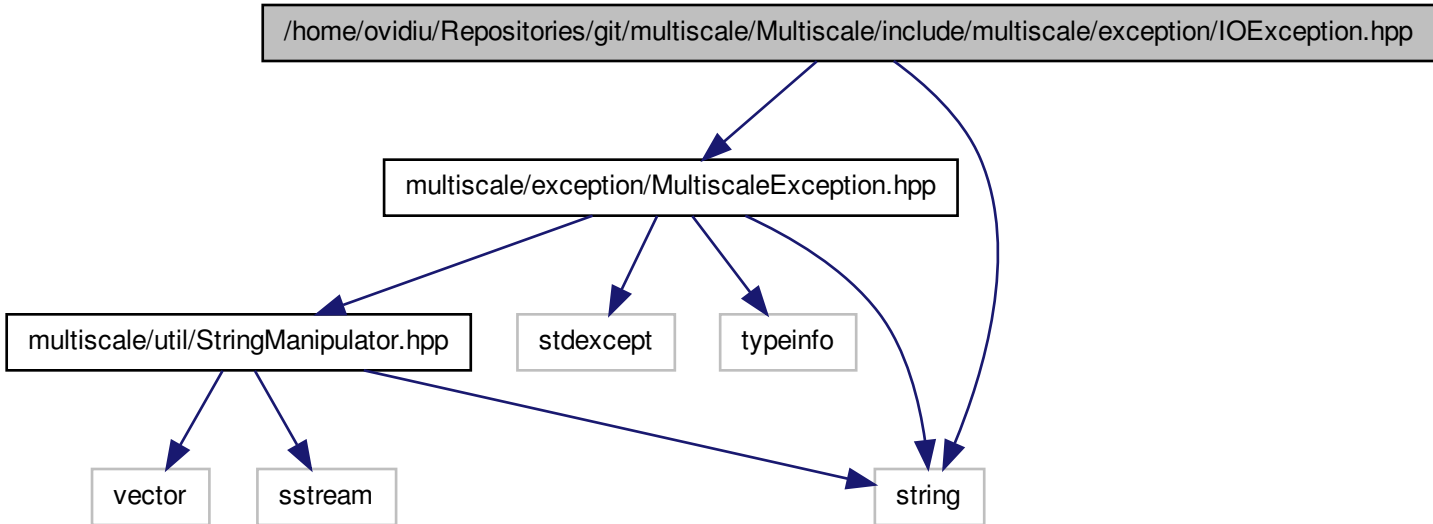 /home/ovidiu/Repositories/git/multiscale/Multiscale/include/multiscale/exception/IOException.hpp
multiscale/exception/MultiscaleException.hpp
multiscale/util/StringManipulator.hpp
stdexcept
typeinfo
vector
sstream
string